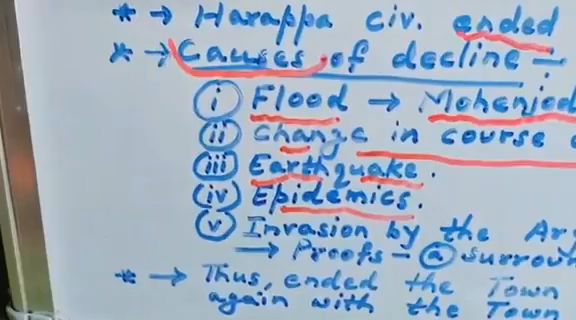 * → Harappa civ. ended
* → Causes of decline :-
(i) Flood → Mohenjod
(ii) Change in course
(iii) Earthquake.
(iv) Epidemics.
(v) Invasion by the Ar
→ Proofs - (a) surrou
* → Thus, ended the Town
again with the Town